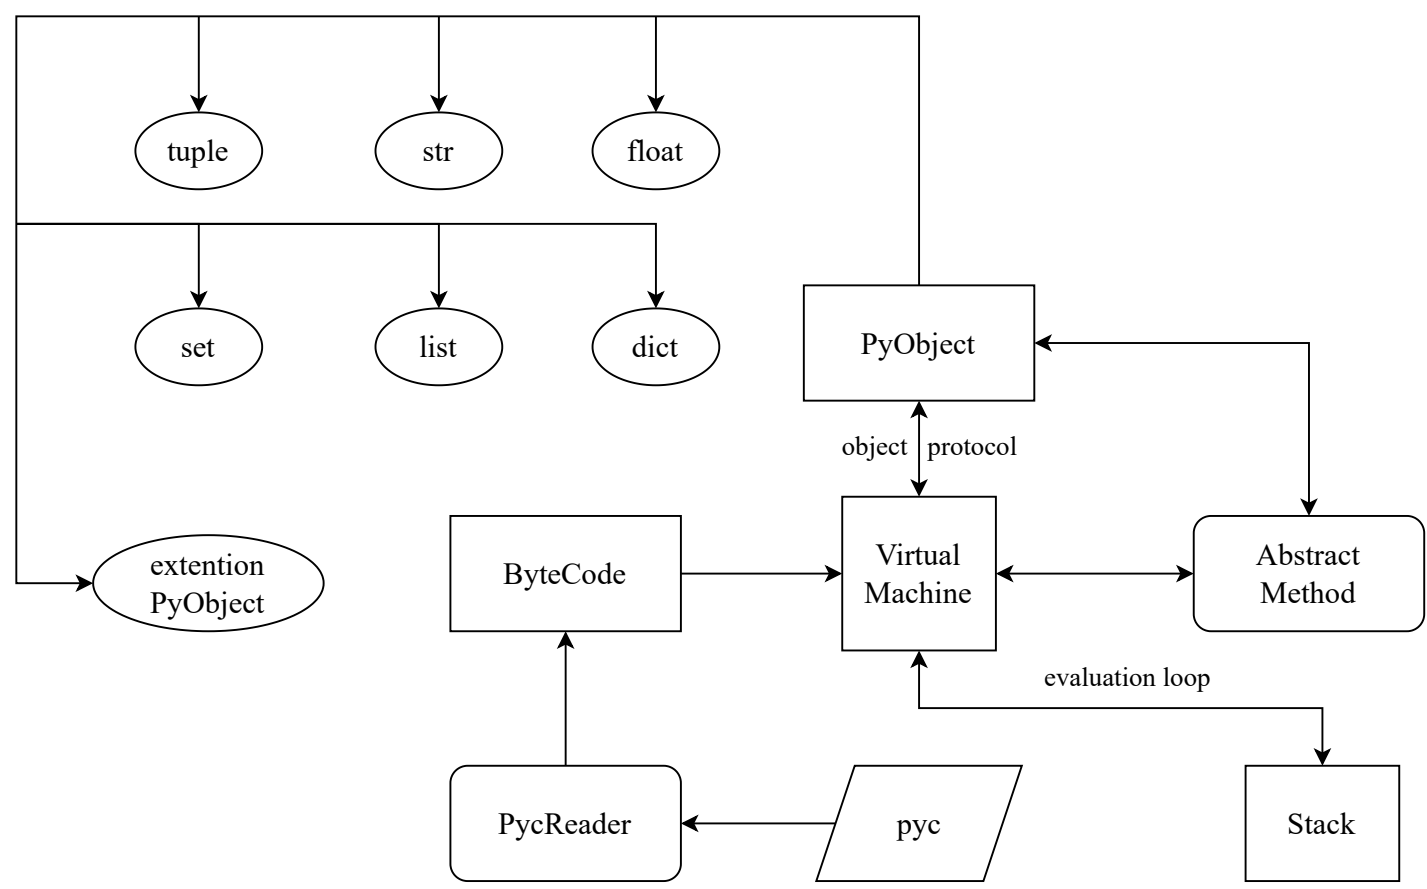 tuple
str
float
set
list
dict
PyObject
object protocol
extention
PyObject
ByteCode
Virtual
Machine
Abstract
Method
evaluation loop
PycReader
pyc
Stack